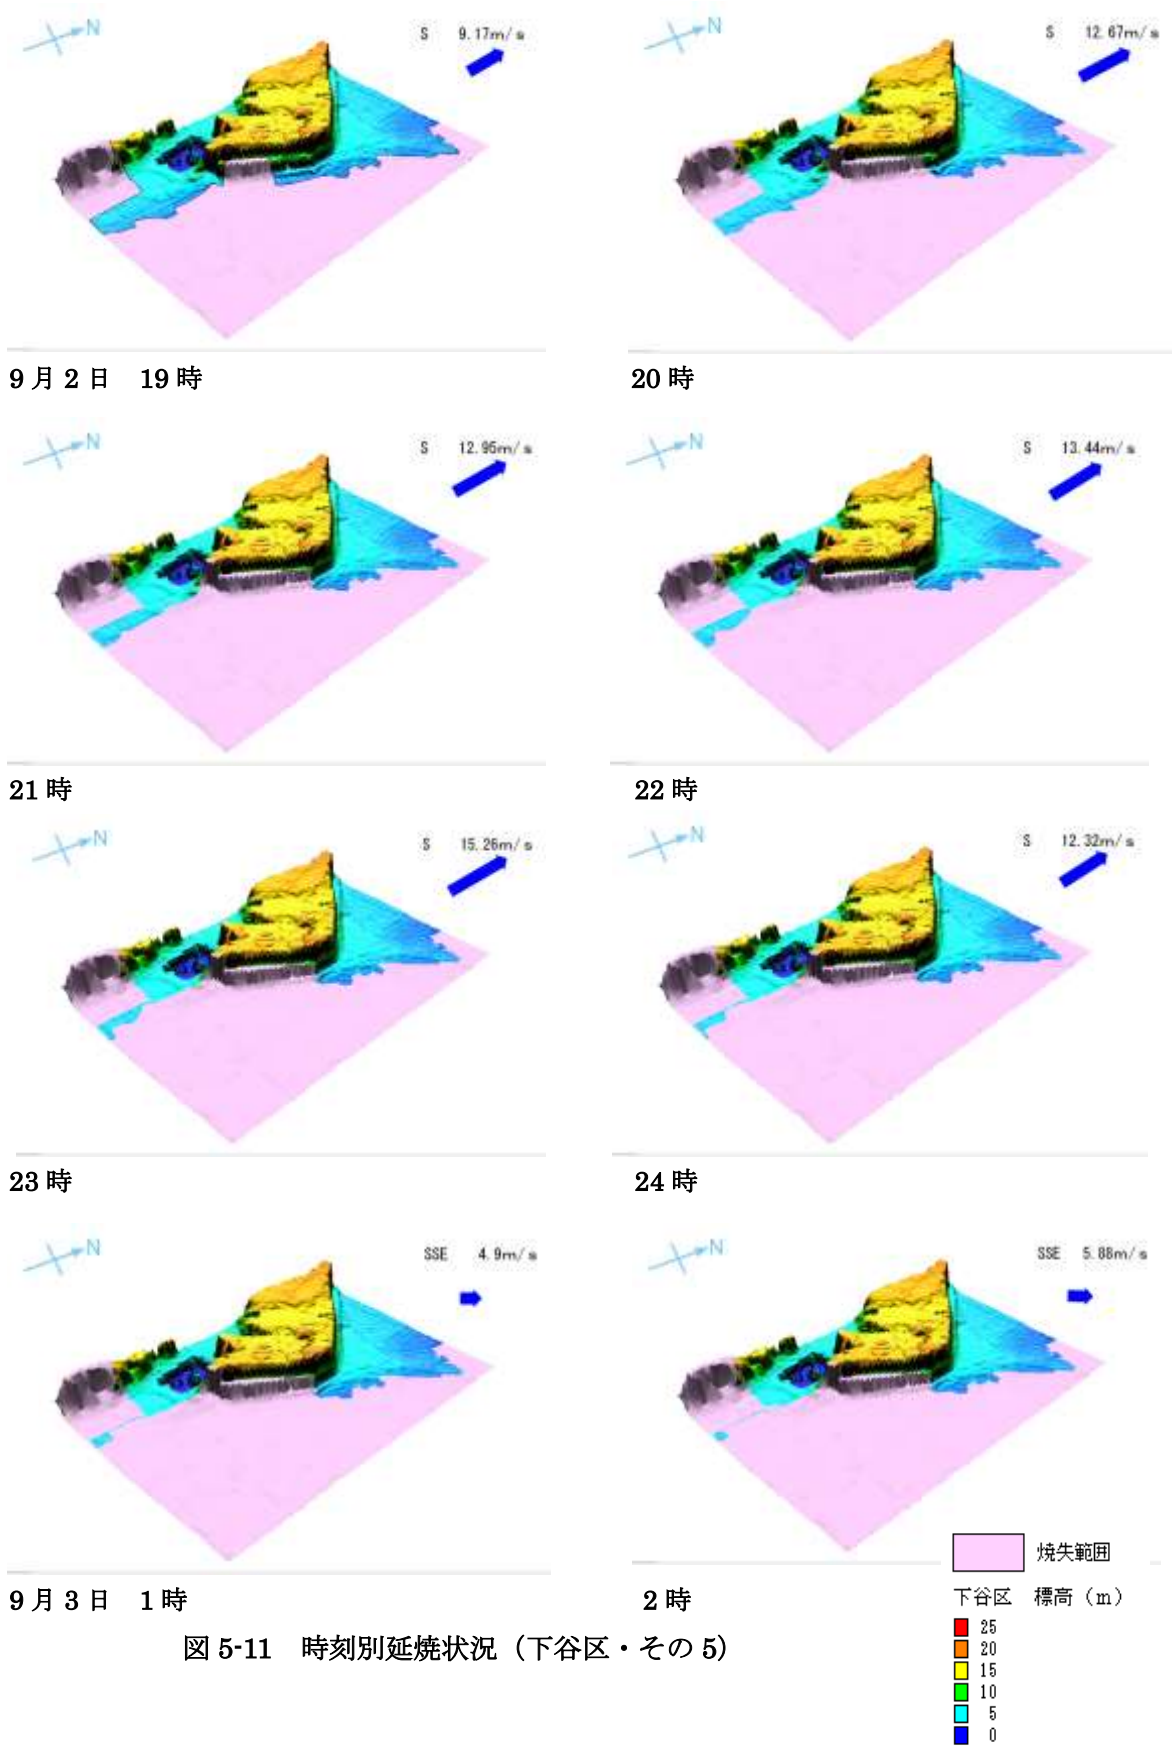 N
S 9.17m/s
N
S 12.67m/s
9月2日 19時
20時
N
S 12.95m/s
N
S 13.44m/s
21時
22時
N
S 15.26m/s
N
S 12.32m/s
23時
24時
N
SSE 4.9m/s
N
SSE 5.88m/s
9月3日 1時
2時
焼失範囲
下谷区 標高(m)
25
20
15
10
5
0
図 5-11 時刻別延焼状況(下谷区・その5)